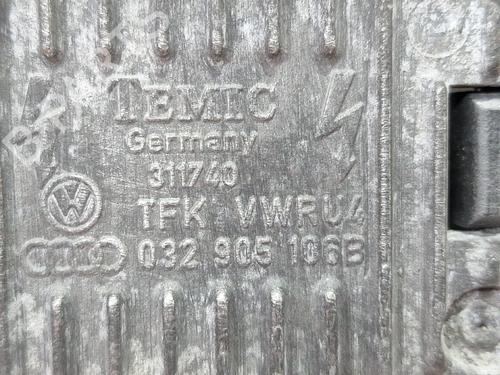 TEMIC
Germany
311740
TFK VWRU4
032 905 106B